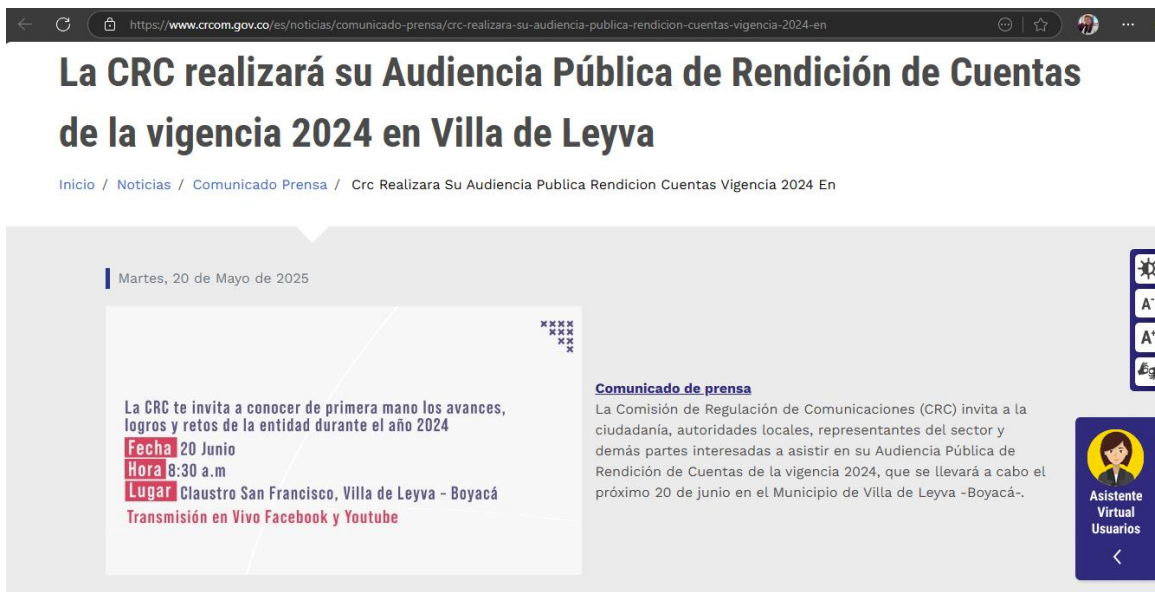 https://www.crcom.gov.co/es/noticias/comunicado-prensa/crc-realizara-su-audiencia-publica-rendicion-cuentas-vigencia-2024-en
La CRC realizará su Audiencia Pública de Rendición de Cuentas
de la vigencia 2024 en Villa de Leyva
Inicio / Noticias / Comunicado Prensa / Crc Realizara Su Audiencia Publica Rendicion Cuentas Vigencia 2024 En
Martes, 20 de Mayo de 2025
La CRC te invita a conocer de primera mano los avances,
logros y retos de la entidad durante el año 2024
Fecha 20 Junio
Hora 8:30 a.m
Lugar Claustro San Francisco, Villa de Leyva - Boyacá
Transmisión en Vivo Facebook y Youtube
Comunicado de prensa
La Comisión de Regulación de Comunicaciones (CRC) invita a la
ciudadanía, autoridades locales, representantes del sector y
demás partes interesadas a asistir en su Audiencia Pública de
Rendición de Cuentas de la vigencia 2024, que se llevará a cabo el
próximo 20 de junio en el Municipio de Villa de Leyva -Boyacá-.
A-
A+
Asistente
Virtual
Usuarios